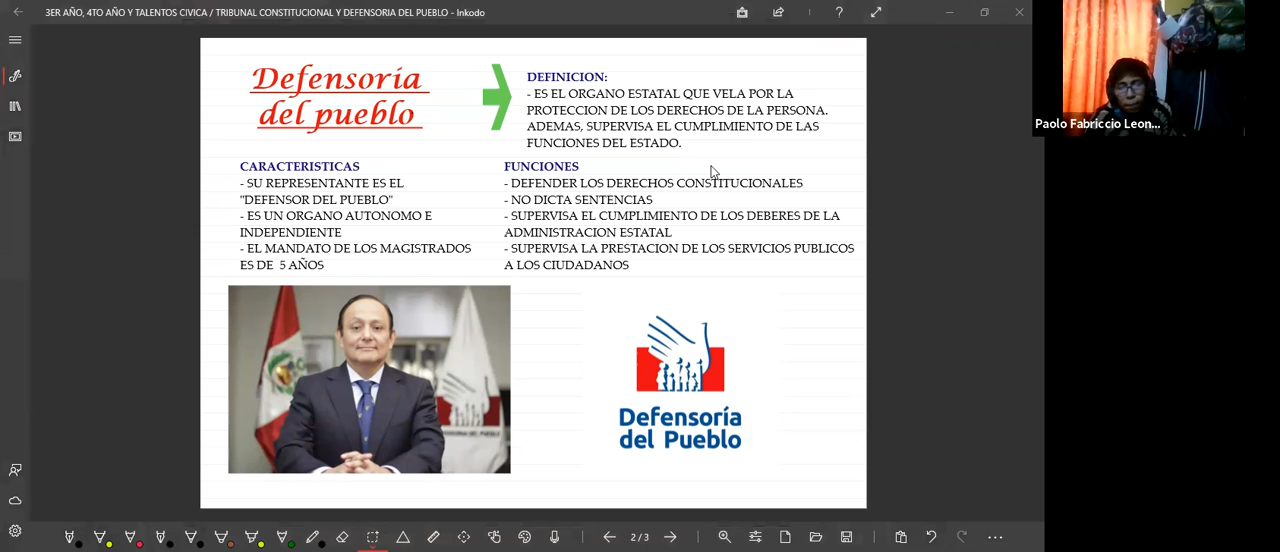 3ER AÑO, 4TO AÑO Y TALENTOS CIVICA / TRIBUNAL CONSTITUCIONAL Y DEFENSORIA DEL PUEBLO - Inkodo
Defensoría
del pueblo
DEFINICION:
- ES EL ORGANO ESTATAL QUE VELA POR LA
PROTECCION DE LOS DERECHOS DE LA PERSONA.
ADEMAS, SUPERVISA EL CUMPLIMIENTO DE LAS
FUNCIONES DEL ESTADO.
CARACTERISTICAS
- SU REPRESENTANTE ES EL
"DEFENSOR DEL PUEBLO"
- ES UN ORGANO AUTONOMO E
INDEPENDIENTE
- EL MANDATO DE LOS MAGISTRADOS
ES DE 5 AÑOS
FUNCIONES
- DEFENDER LOS DERECHOS CONSTITUCIONALES
- NO DICTA SENTENCIAS
- SUPERVISA EL CUMPLIMIENTO DE LOS DEBERES DE LA
ADMINISTRACION ESTATAL
- SUPERVISA LA PRESTACION DE LOS SERVICIOS PUBLICOS
A LOS CIUDADANOS
Defensoría
del Pueblo
Paolo Fabriccio Leon...
2/3